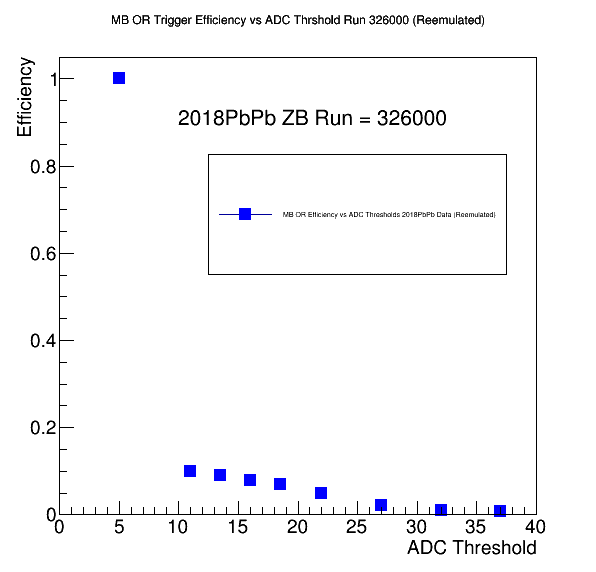 MB OR Trigger Efficiency vs ADC Thrshold Run 326000 (Reemulated)
Efficiency
1
0.8
0.6
0.4
0.2
0
2018PbPb ZB Run = 326000
MB OR Efficiency vs ADC Thresholds 2018PbPb Data (Reemulated)
0 5 10 15 20 25 30 35 40
ADC Threshold